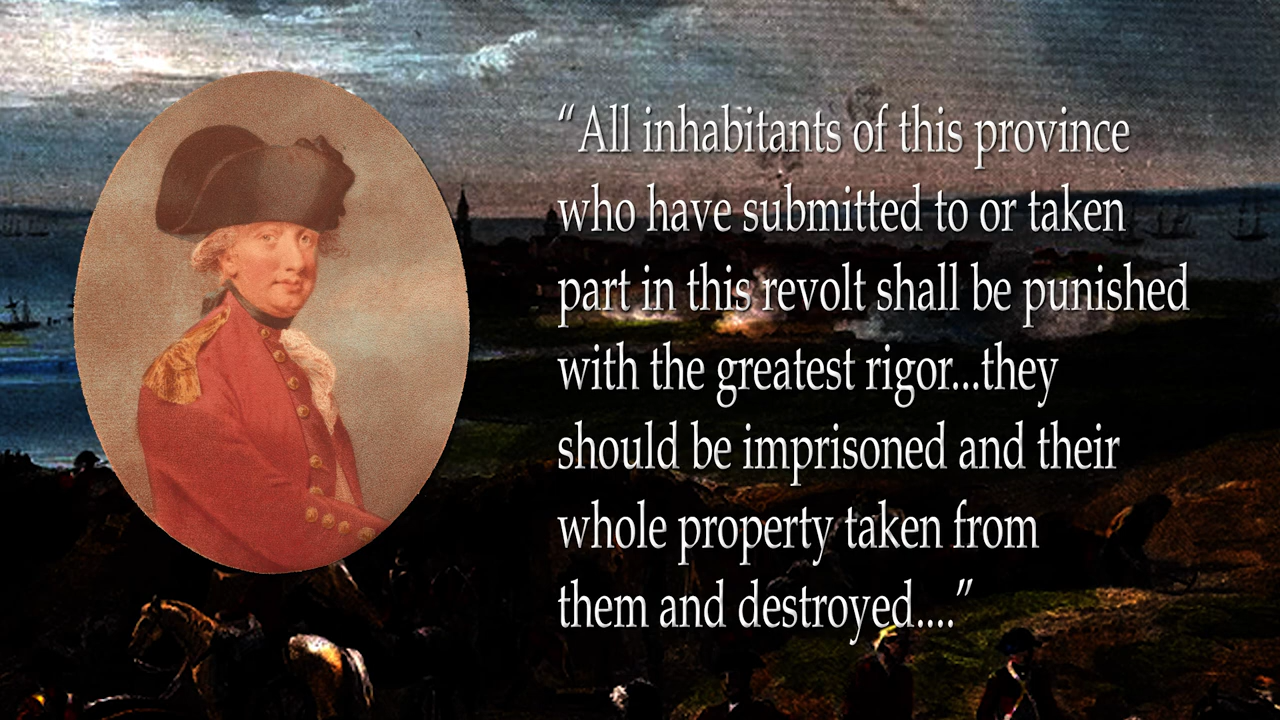 “All inhabitants of this province
who have submitted to or taken
part in this revolt shall be punished
with the greatest rigor...they
should be imprisoned and their
whole property taken from
them and destroyed....”